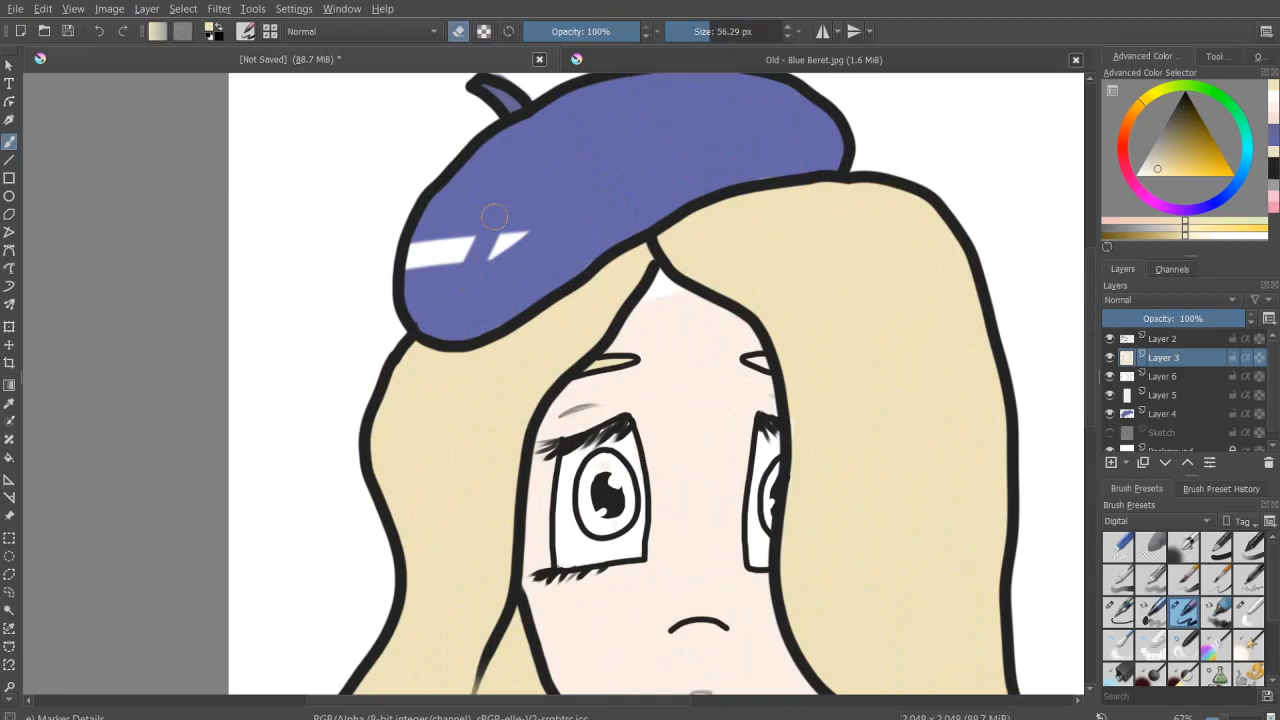 File Edit View Image Layer Select Filter Tools Settings Window Help
Normal Opacity: 100% Size: 56.29 px
[Not Saved] (88.7 MiB) * Old - Blue Beret.jpg (1.6 MiB)
Advanced Color ... Tool ... O...
Advanced Color Selector
Layers Channels
Layers
Normal
Opacity: 100%
Layer 2
Layer 3
Layer 6
Layer 5
Layer 4
Sketch
Background
Brush Presets Brush Preset History
Brush Presets
Digital Tag
Search
e) Marker Details RGB/Alpha (8-bit integer/channel) sRGB-elle-V2-srgbtrc.icc 2,048 x 2,048 (88.7 MiB) 67%